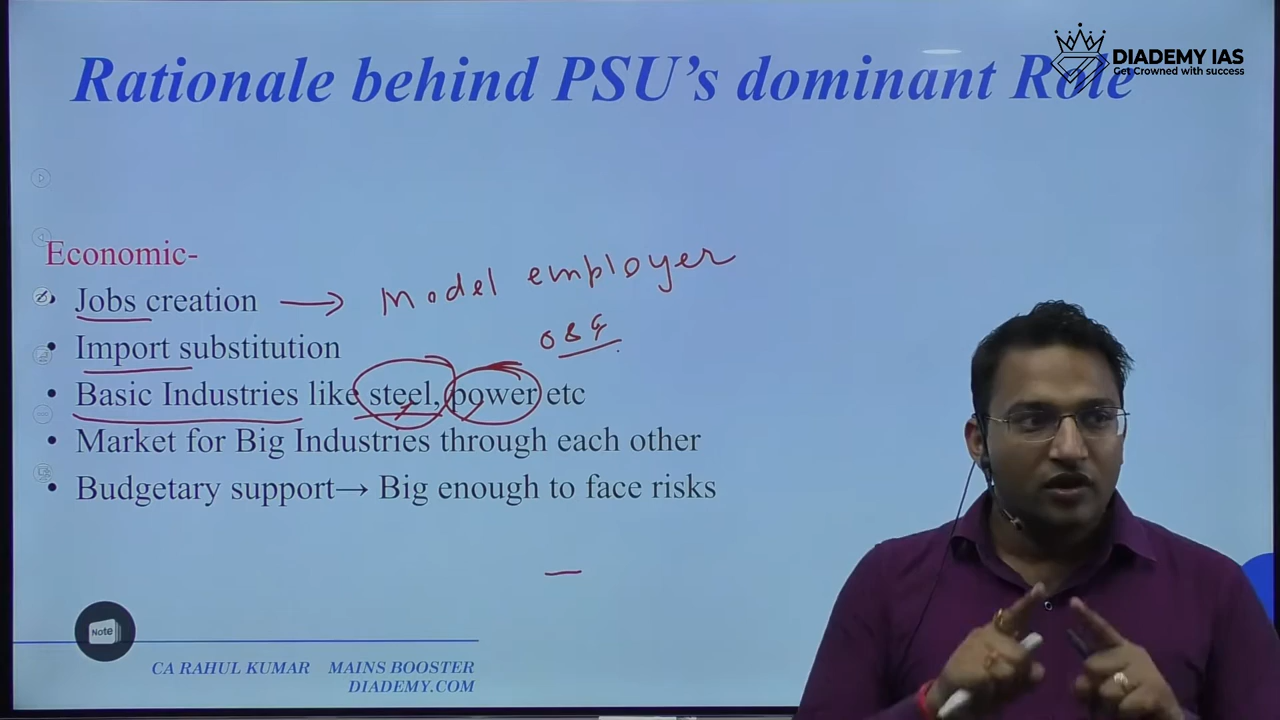 Rationale behind PSU's dominant Role
DIADEMY IAS
Get Crowned with success
Economic-
• Jobs creation → Model employer
• Import substitution
O & G
• Basic Industries like steel, power etc
• Market for Big Industries through each other
• Budgetary support→ Big enough to face risks
Note
CA RAHUL KUMAR MAINS BOOSTER
DIADEMY.COM